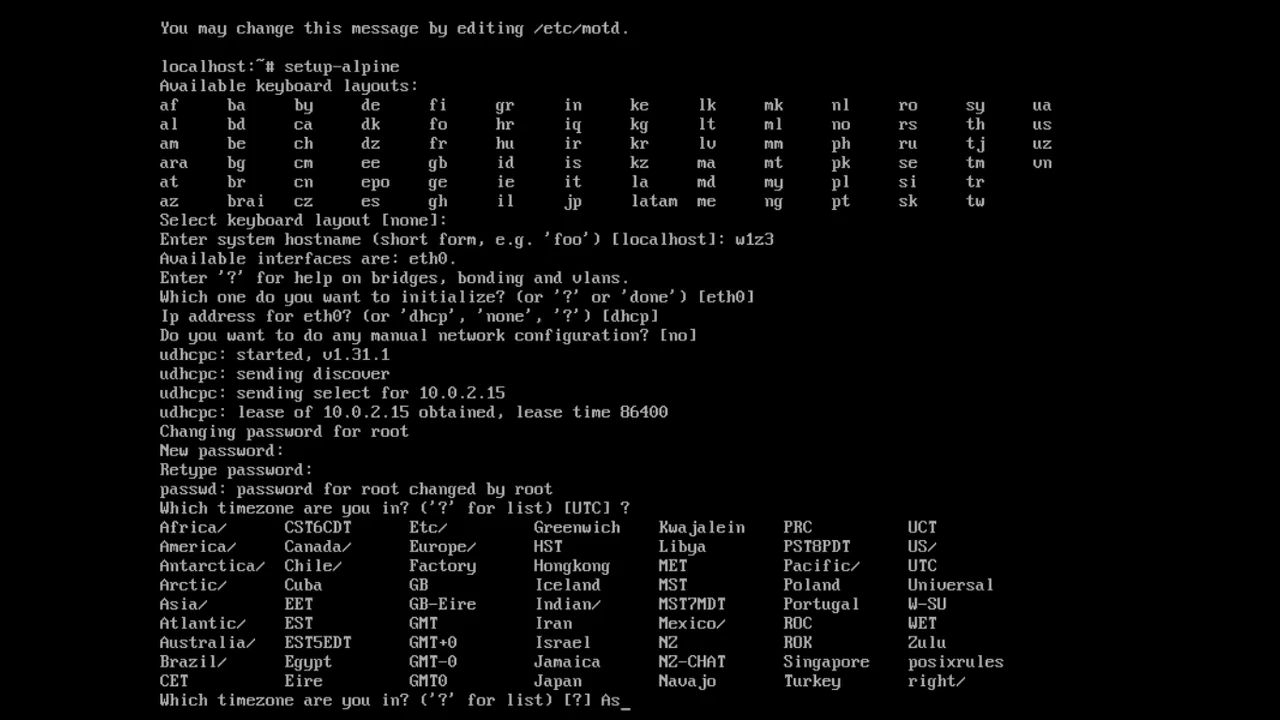 You may change this message by editing /etc/motd.
localhost:~# setup-alpine
Available keyboard layouts:
af ba by de fi gr in ke lk mk nl ro sy ua
al bd ca dk fo hr iq kg lt ml no rs th us
am be ch dz fr hu ir kr lv mm ph ru tj uz
ara bg cm ee gb id is kz ma mt pk se tm vn
at br cn epo ge ie it la md my pl si tr
az brai cz es gh il jp latam me ng pt sk tw
Select keyboard layout [none]:
Enter system hostname (short form, e.g. 'foo') [localhost]: w1z3
Available interfaces are: eth0.
Enter '?' for help on bridges, bonding and vlans.
Which one do you want to initialize? (or '?' or 'done') [eth0]
Ip address for eth0? (or 'dhcp', 'none', '?') [dhcp]
Do you want to do any manual network configuration? [no]
udhcpc: started, v1.31.1
udhcpc: sending discover
udhcpc: sending select for 10.0.2.15
udhcpc: lease of 10.0.2.15 obtained, lease time 86400
Changing password for root
New password:
Retype password:
passwd: password for root changed by root
Which timezone are you in? ('?' for list) [UTC] ?
Africa/ CST6CDT Etc/ Greenwich Kwajalein PRC UCT
America/ Canada/ Europe/ HST Libya PST8PDT US/
Antarctica/ Chile/ Factory Hongkong MET Pacific/ UTC
Arctic/ Cuba GB Iceland MST Poland Universal
Asia/ EET GB-Eire Indian/ MST7MDT Portugal W-SU
Atlantic/ EST GMT Iran Mexico/ ROC WET
Australia/ EST5EDT GMT+0 Israel NZ ROK Zulu
Brazil/ Egypt GMT-0 Jamaica NZ-CHAT Singapore posixrules
CET Eire GMT0 Japan Navajo Turkey right/
Which timezone are you in? ('?' for list) [?] As_